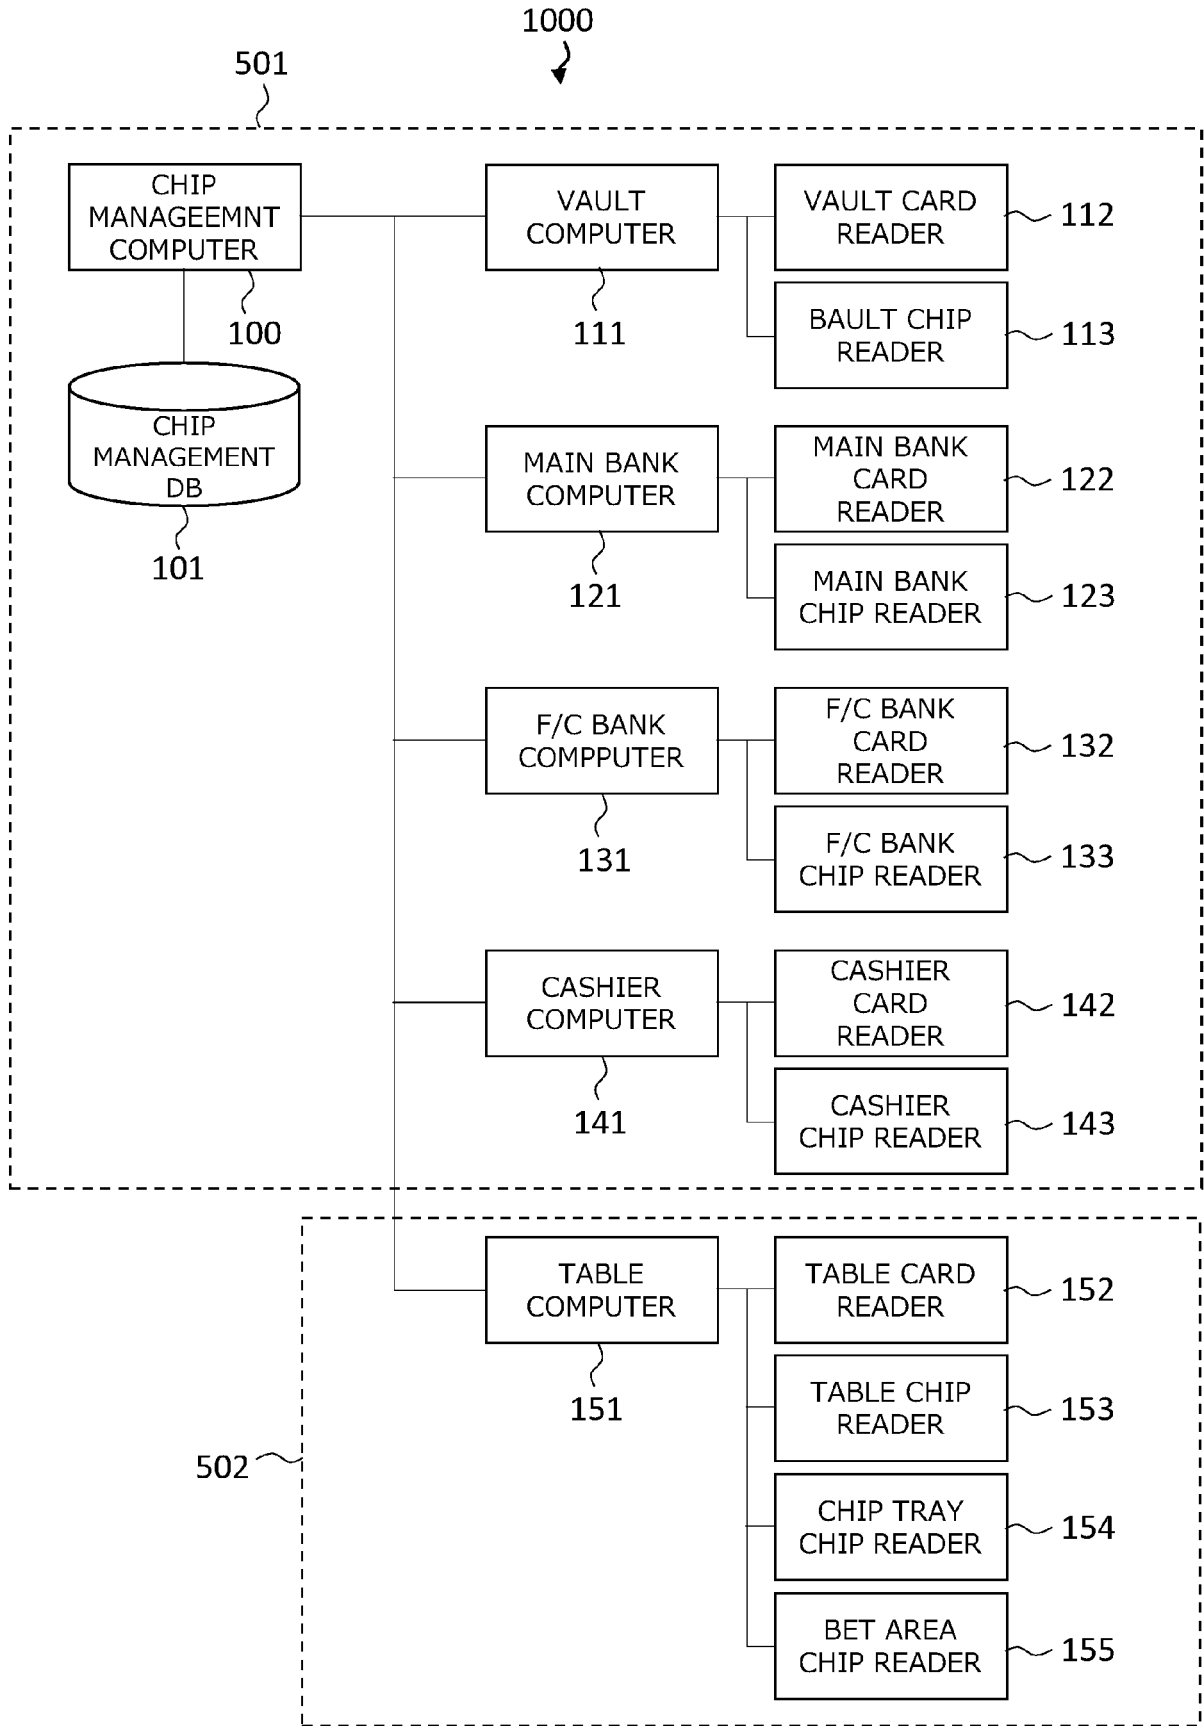 1000
501
CHIP
MANAGEEMNT
COMPUTER
100
CHIP
MANAGEMENT
DB
101
VAULT
COMPUTER
111
VAULT CARD
READER
112
BAULT CHIP
READER
113
MAIN BANK
COMPUTER
121
MAIN BANK
CARD
READER
122
MAIN BANK
CHIP READER
123
F/C BANK
COMPPUTER
131
F/C BANK
CARD
READER
132
F/C BANK
CHIP READER
133
CASHIER
COMPUTER
141
CASHIER
CARD
READER
142
CASHIER
CHIP READER
143
502
TABLE
COMPUTER
151
TABLE CARD
READER
152
TABLE CHIP
READER
153
CHIP TRAY
CHIP READER
154
BET AREA
CHIP READER
155